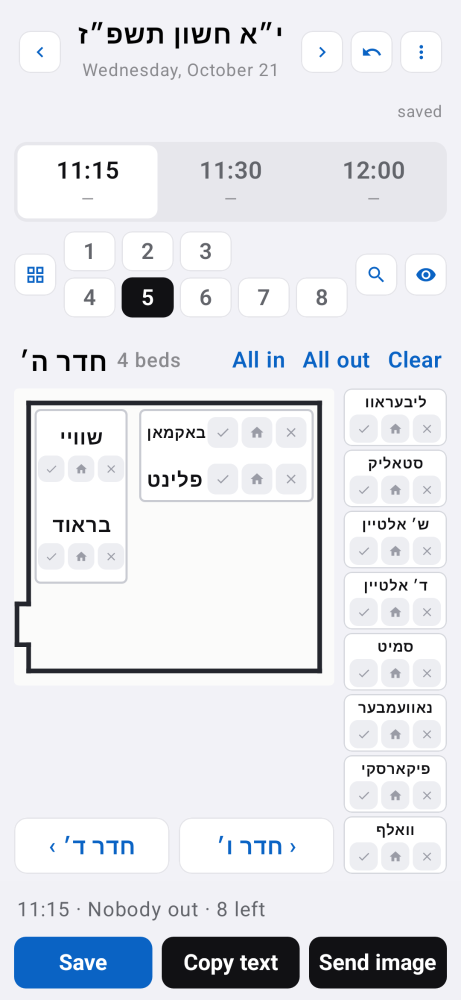 י״א חשון תשפ״ז
Wednesday, October 21
saved
11:15 11:30 12:00
– – –
1 2 3
4 5 6 7 8
חדר ה׳ 4 beds All in All out Clear
שוויי
בראוד
באקמאן
פלינט
ליבעראוו
סטאליק
ש׳ אלטיין
ד׳ אלטיין
סמיט
נאוועמבער
פיקארסקי
וואלף
‹ חדר ד׳
חדר ו׳ ›
11:15 · Nobody out · 8 left
Save Copy text Send image